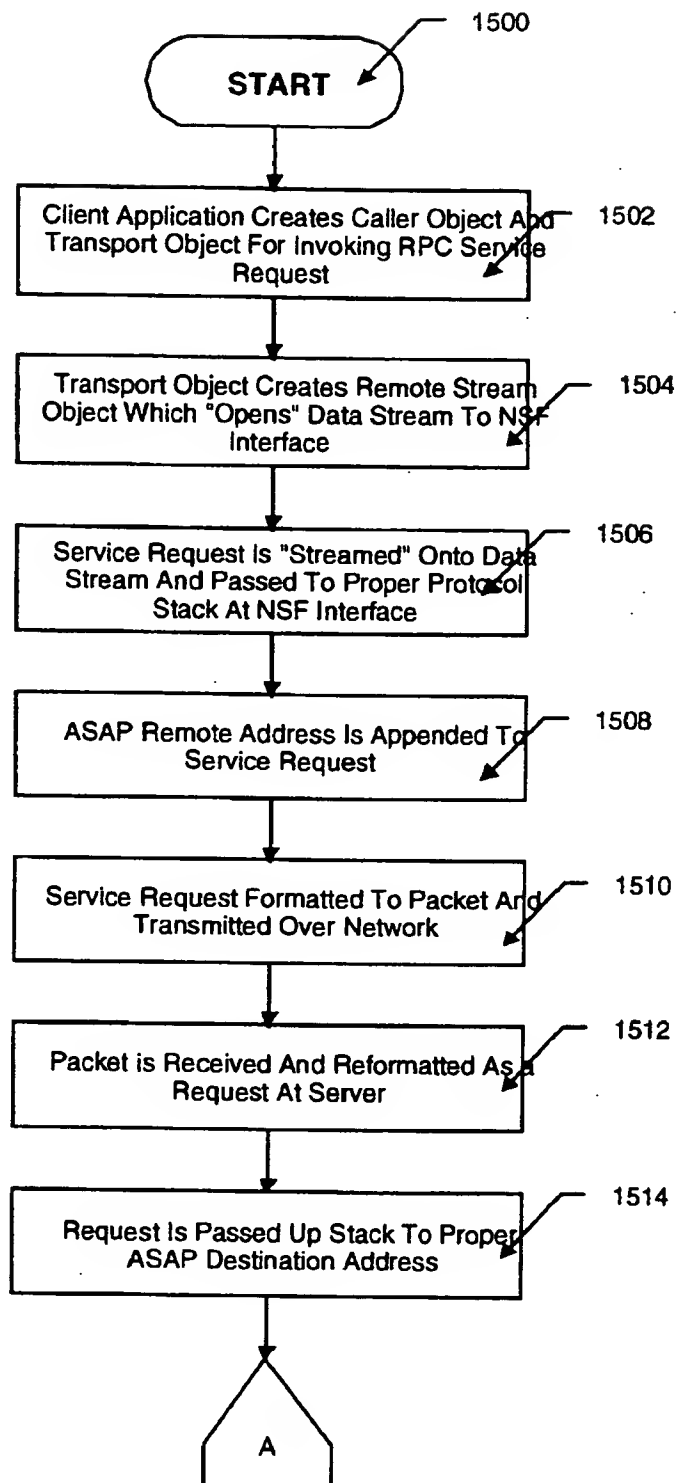 1500
START
Client Application Creates Caller Object And
Transport Object For Invoking RPC Service
Request
1502
Transport Object Creates Remote Stream
Object Which "Opens" Data Stream To NSF
Interface
1504
Service Request Is "Streamed" Onto Data
Stream And Passed To Proper Protocol
Stack At NSF Interface
1506
ASAP Remote Address Is Appended To
Service Request
1508
Service Request Formatted To Packet And
Transmitted Over Network
1510
Packet is Received And Reformatted As a
Request At Server
1512
Request Is Passed Up Stack To Proper
ASAP Destination Address
1514
A